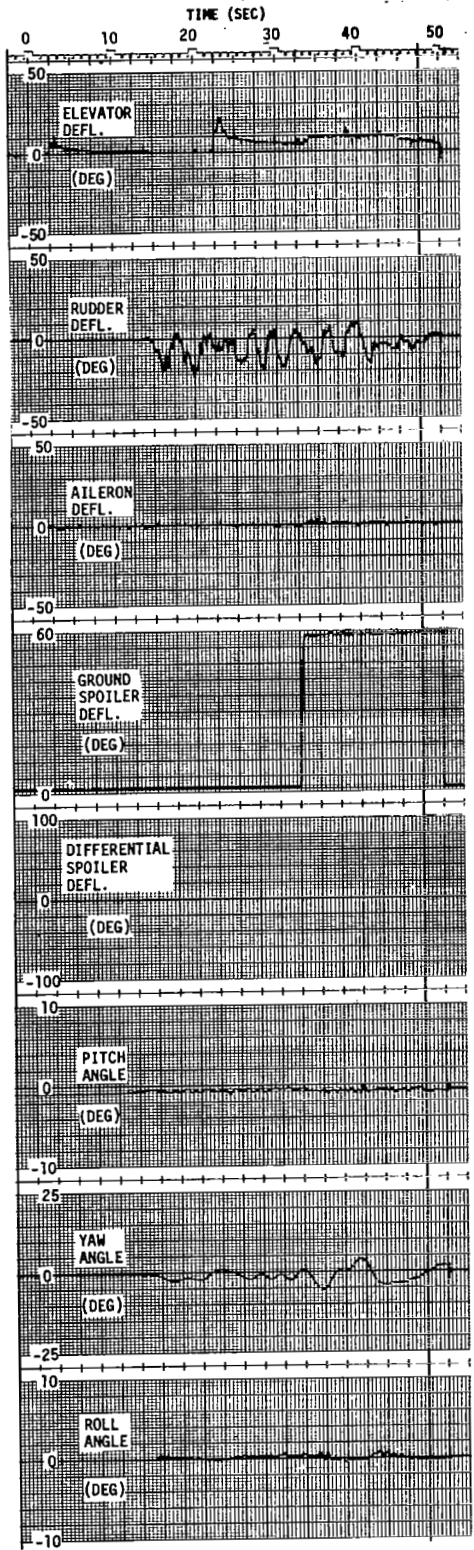 TIME (SEC)
0 10 20 30 40 50
50
ELEVATOR
DEFL.
0
(DEG)
-50
50
RUDDER
DEFL.
0
(DEG)
-50
50
AILERON
DEFL.
0
(DEG)
-50
60
GROUND
SPOILER
DEFL.
(DEG)
0
100
DIFFERENTIAL
SPOILER
DEFL.
0
(DEG)
-100
10
PITCH
ANGLE
0
(DEG)
-10
25
YAW
ANGLE
0
(DEG)
-25
10
ROLL
ANGLE
0
(DEG)
-10